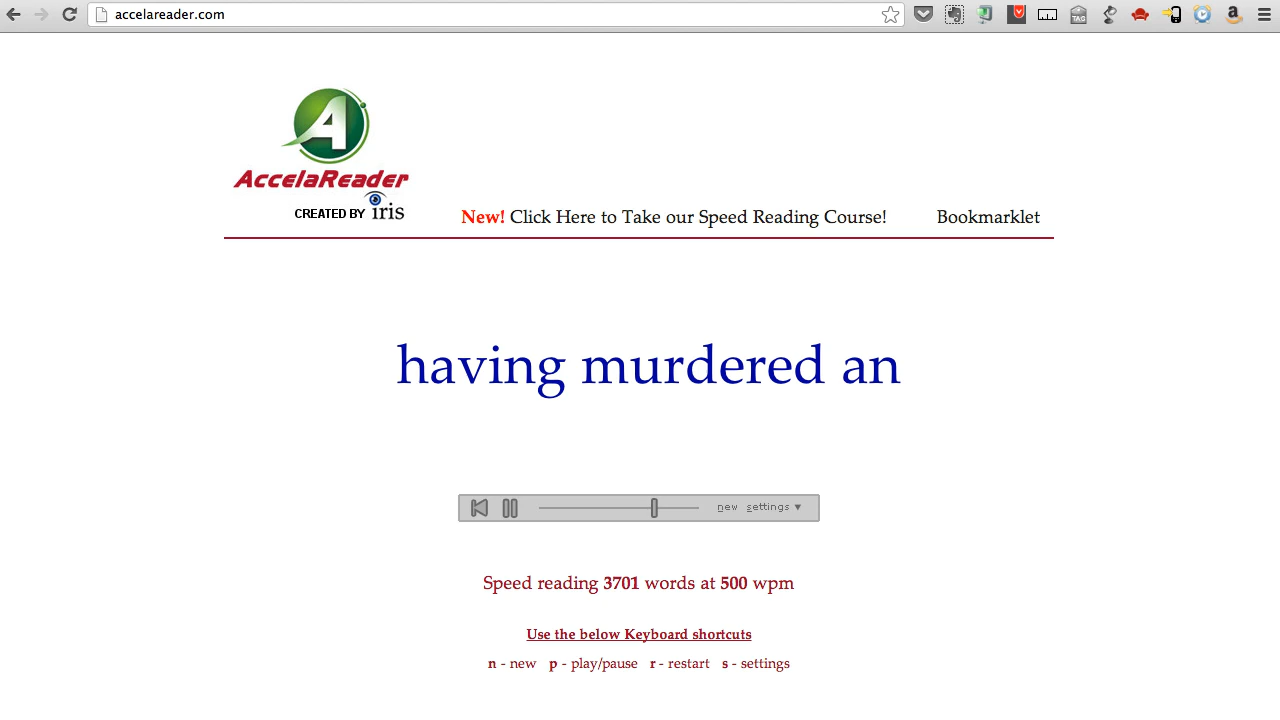 accelareader.com
TAG
A
AccelaReader
CREATED BY iris
New! Click Here to Take our Speed Reading Course! Bookmarklet
having murdered an
new settings ▼
Speed reading 3701 words at 500 wpm
Use the below Keyboard shortcuts
n - new p - play/pause r - restart s - settings